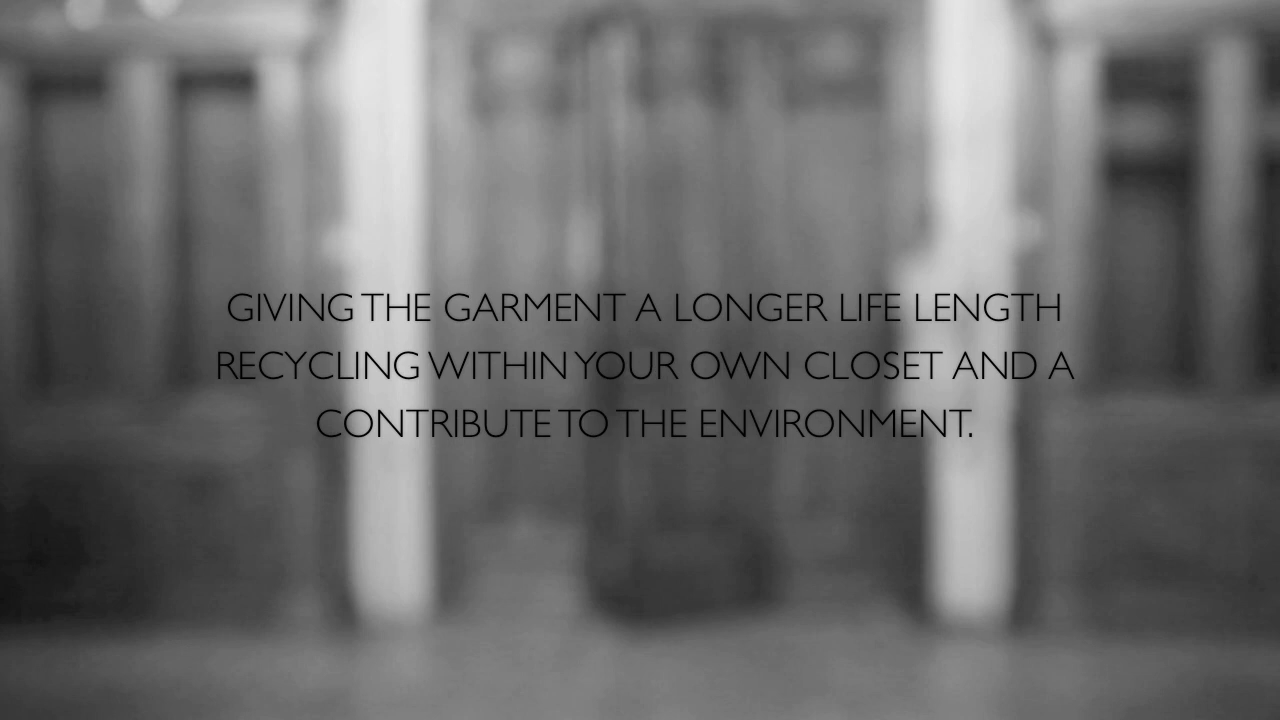 GIVING THE GARMENT A LONGER LIFE LENGTH
RECYCLING WITHIN YOUR OWN CLOSET AND A
CONTRIBUTE TO THE ENVIRONMENT.